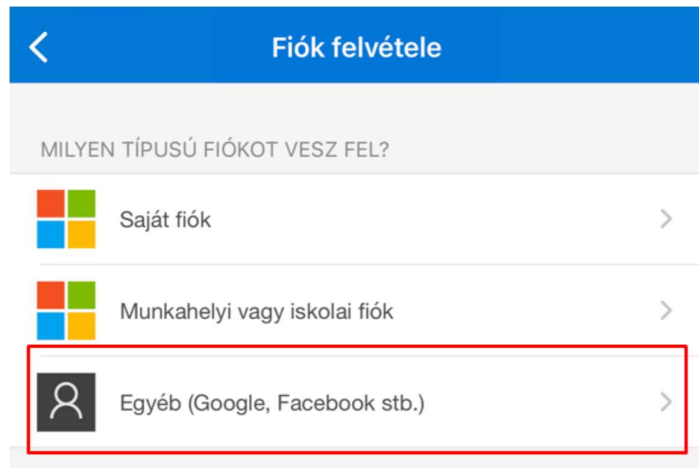 Fiók felvétele
MILYEN TÍPUSÚ FIÓKOT VESZ FEL?
Saját fiók
Munkahelyi vagy iskolai fiók
Egyéb (Google, Facebook stb.)